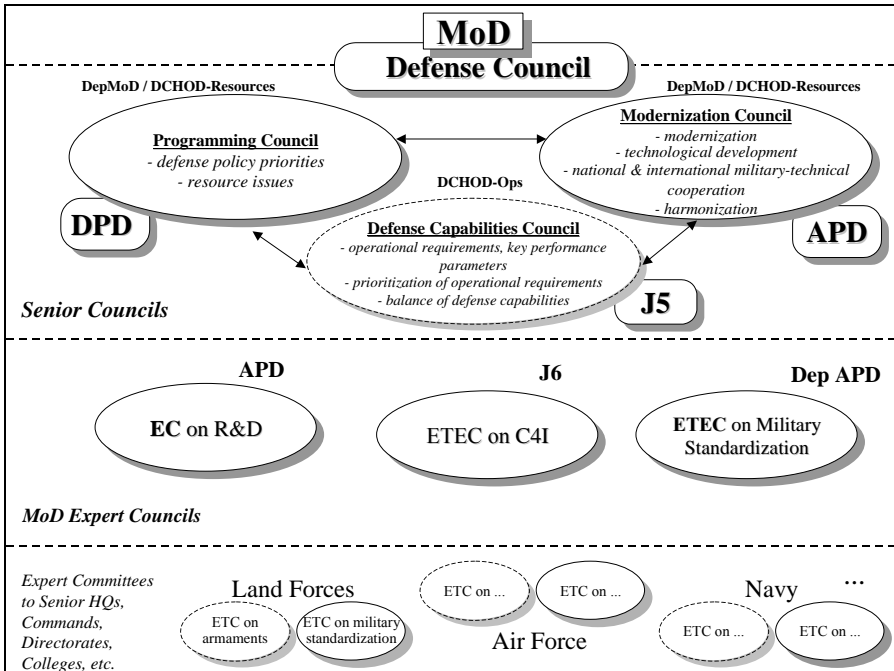 MoD
Defense Council
DepMoD / DCHOD-Resources
DepMoD / DCHOD-Resources
Programming Council
- defense policy priorities
- resource issues
Modernization Council
- modernization
- technological development
- national & international military-technical
cooperation
- harmonization
DCHOD-Ops
DPD
Defense Capabilities Council
- operational requirements, key performance
parameters
- prioritization of operational requirements
- balance of defense capabilities
APD
J5
Senior Councils
APD
J6
Dep APD
EC on R&D
ETEC on C4I
ETEC on Military
Standardization
MoD Expert Councils
Expert Committees
to Senior HQs,
Commands,
Directorates,
Colleges, etc.
Land Forces
ETC on
armaments
ETC on military
standardization
ETC on ...
ETC on ...
Air Force
Navy
...
ETC on ...
ETC on ...